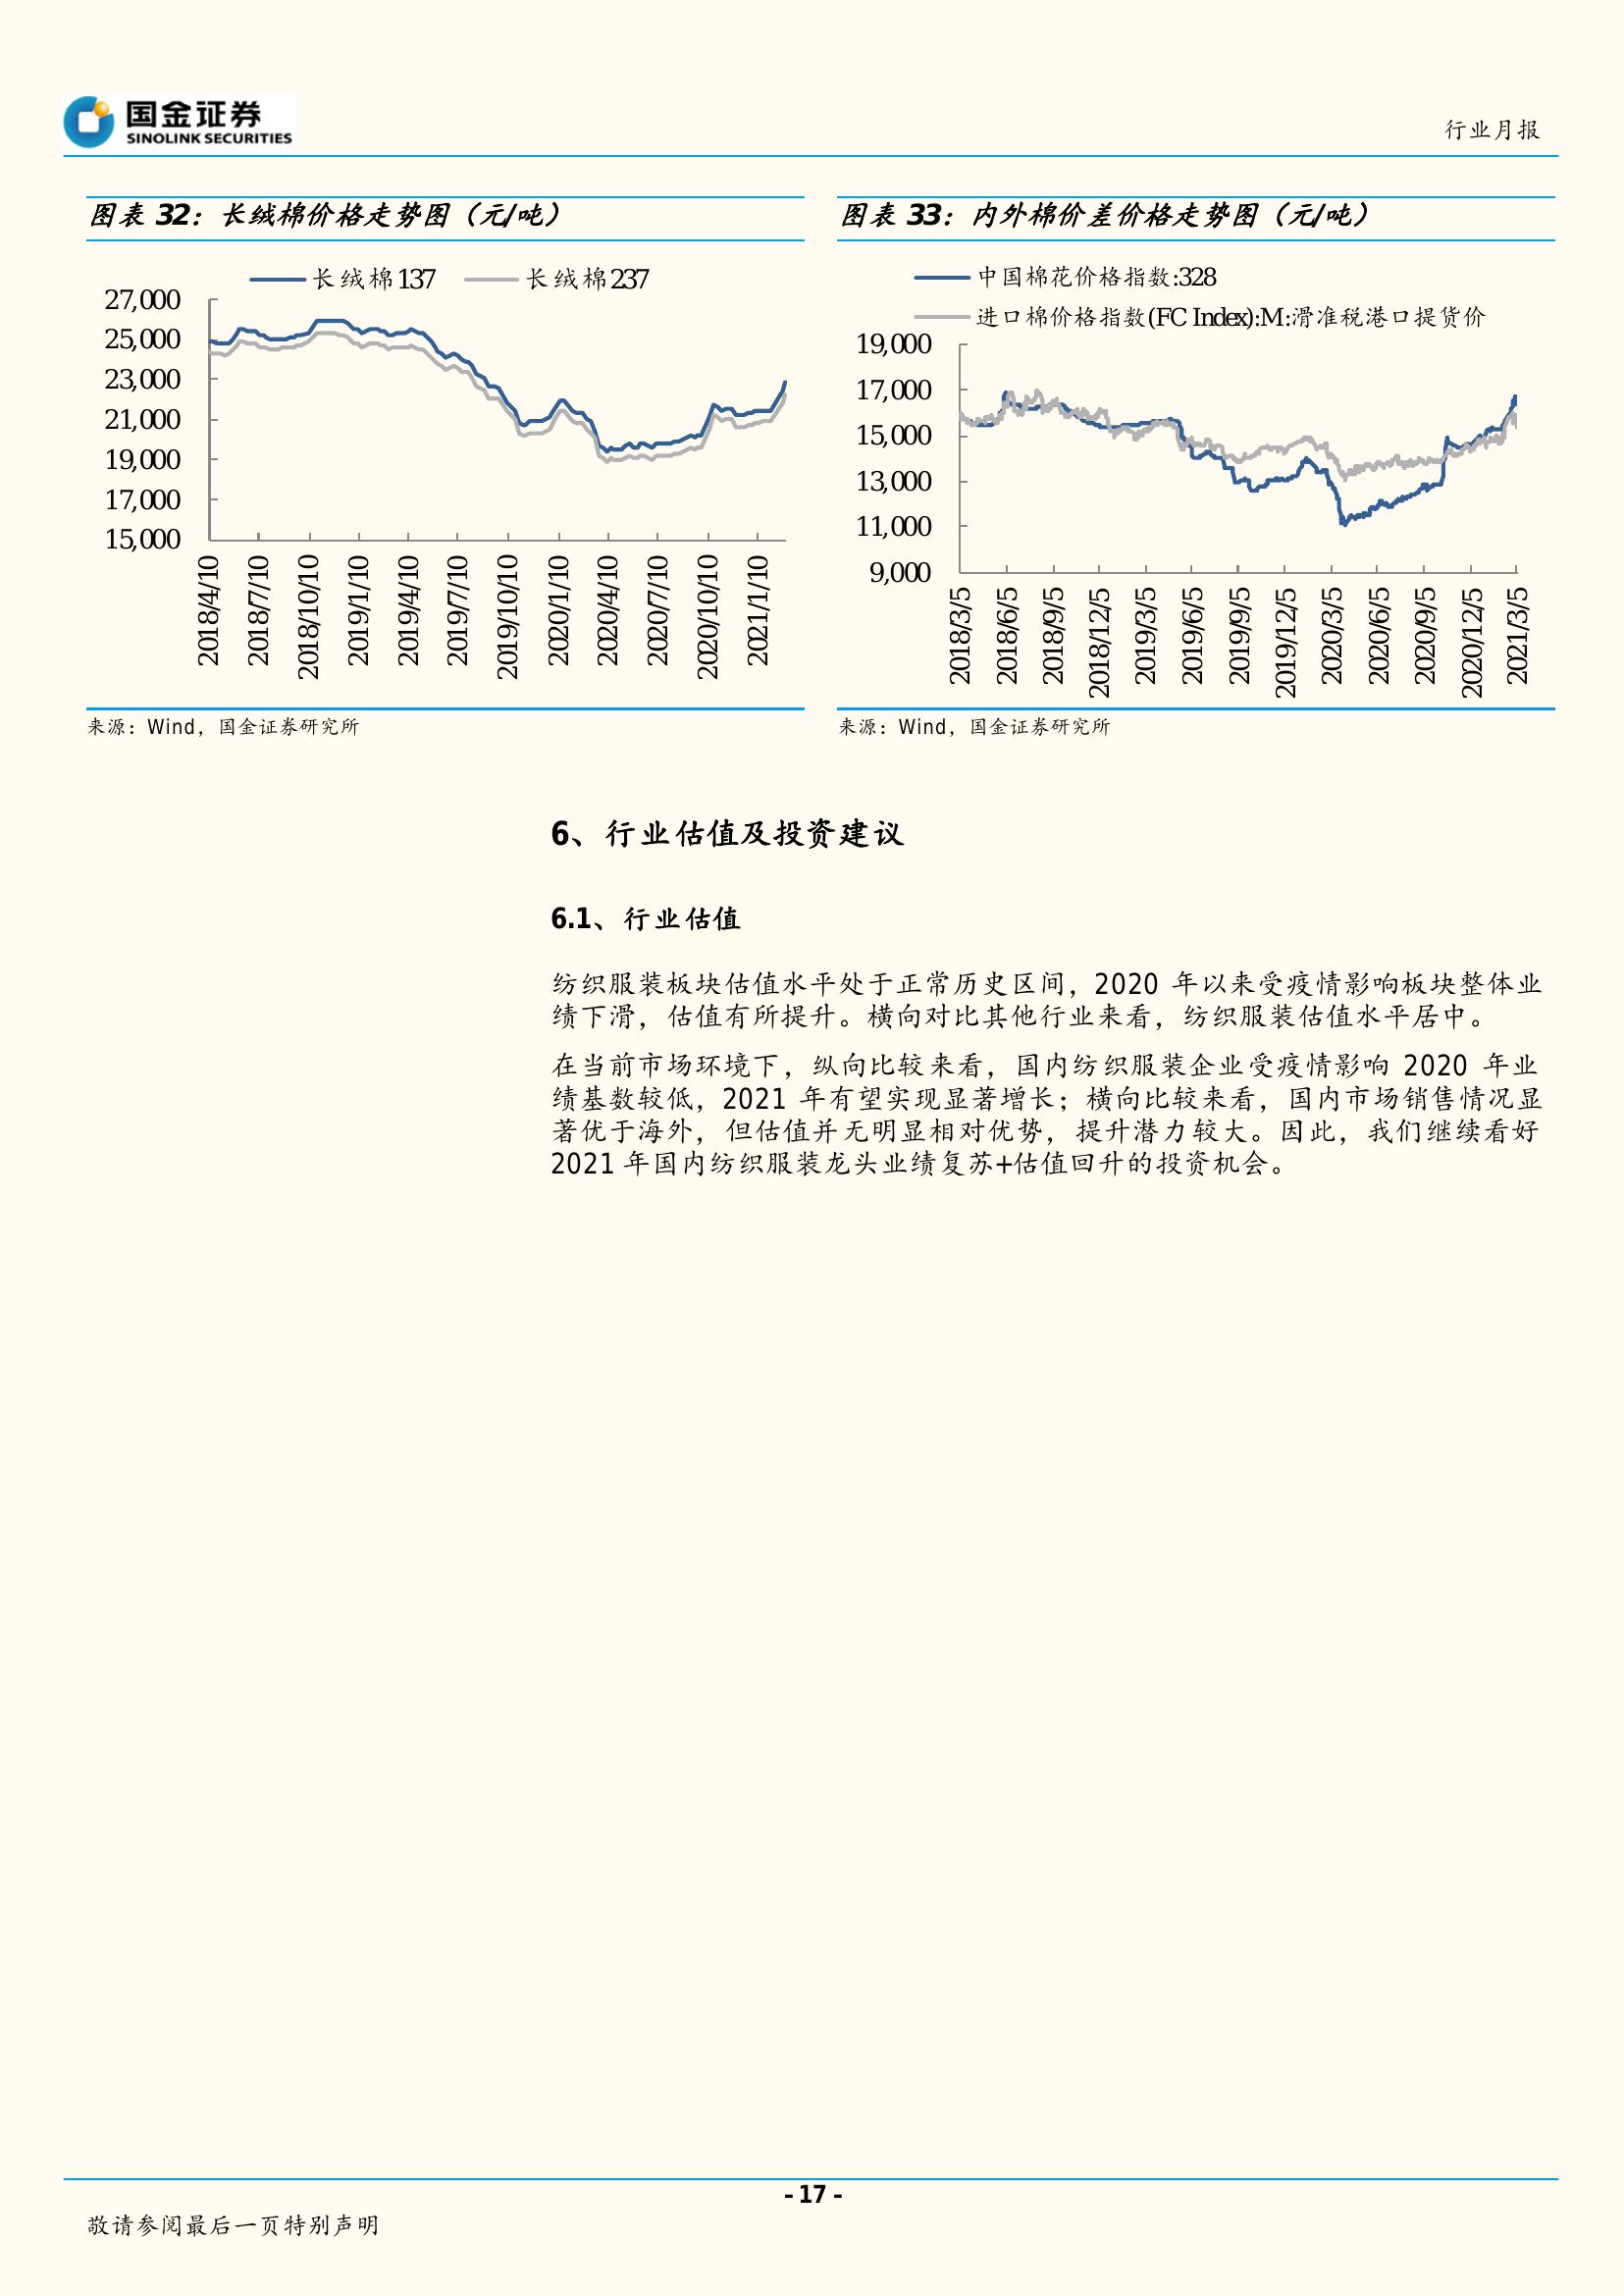 国金证券
SINOLINK SECURITIES
行业月报
图表 32：长绒棉价格走势图（元/吨）
长绒棉137
长绒棉237
27,000
25,000
23,000
21,000
19,000
17,000
15,000
2018/4/10
2018/7/10
2018/10/10
2019/1/10
2019/4/10
2019/7/10
2019/10/10
2020/1/10
2020/4/10
2020/7/10
2020/10/10
2021/1/10
来源：Wind，国金证券研究所
图表 33：内外棉价差价格走势图（元/吨）
中国棉花价格指数:328
进口棉价格指数(FC Index):M:滑准税港口提货价
19,000
17,000
15,000
13,000
11,000
9,000
2018/3/5
2018/6/5
2018/9/5
2018/12/5
2019/3/5
2019/6/5
2019/9/5
2019/12/5
2020/3/5
2020/6/5
2020/9/5
2020/12/5
2021/3/5
来源：Wind，国金证券研究所
6、行业估值及投资建议
6.1、行业估值
纺织服装板块估值水平处于正常历史区间，2020 年以来受疫情影响板块整体业
绩下滑，估值有所提升。横向对比其他行业来看，纺织服装估值水平居中。
在当前市场环境下，纵向比较来看，国内纺织服装企业受疫情影响 2020 年业
绩基数较低，2021 年有望实现显著增长；横向比较来看，国内市场销售情况显
著优于海外，但估值并无明显相对优势，提升潜力较大。因此，我们继续看好
2021 年国内纺织服装龙头业绩复苏+估值回升的投资机会。
- 17 -
敬请参阅最后一页特别声明